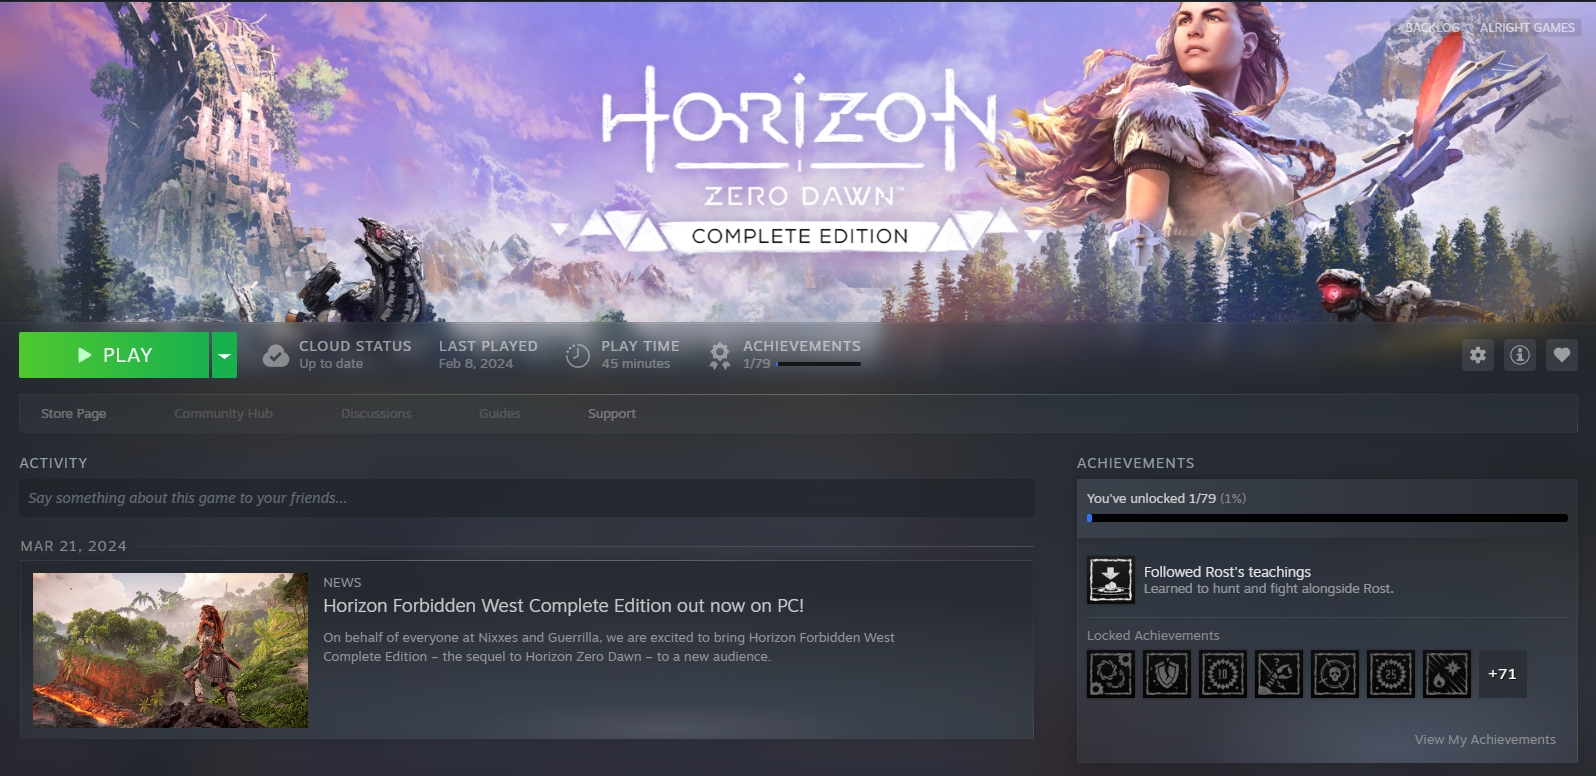 BACKLOG ALRIGHT GAMES
HORIZON
ZERO DAWN™
COMPLETE EDITION
PLAY
CLOUD STATUS
Up to date
LAST PLAYED
Feb 8, 2024
PLAY TIME
45 minutes
ACHIEVEMENTS
1/79
Store Page Community Hub Discussions Guides Support
ACTIVITY
Say something about this game to your friends...
MAR 21, 2024
NEWS
Horizon Forbidden West Complete Edition out now on PC!
On behalf of everyone at Nixxes and Guerrilla, we are excited to bring Horizon Forbidden West
Complete Edition – the sequel to Horizon Zero Dawn – to a new audience.
ACHIEVEMENTS
You've unlocked 1/79 (1%)
Followed Rost's teachings
Learned to hunt and fight alongside Rost.
Locked Achievements
10 ? 25 +71
View My Achievements